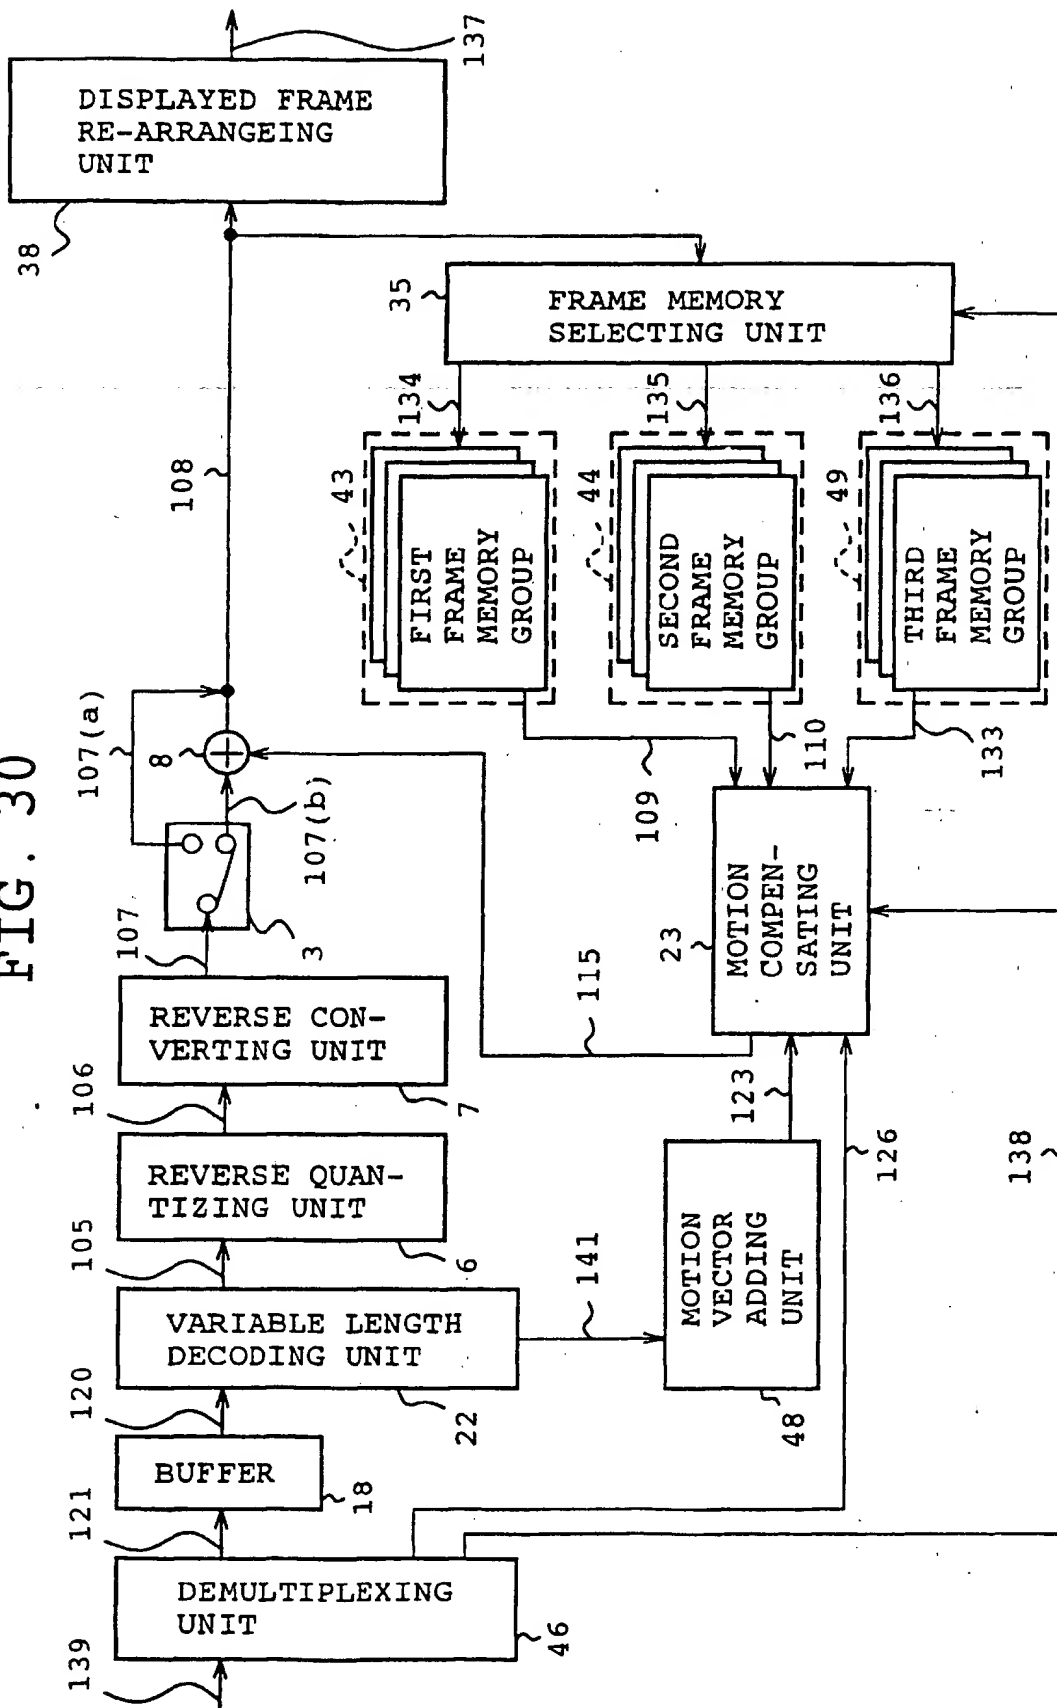 FIG. 30
139
DEMULTIPLEXING
UNIT
46
121
BUFFER
18
120
VARIABLE LENGTH
DECODING UNIT
22
105
REVERSE QUAN-
TIZING UNIT
6
106
REVERSE CON-
VERTING UNIT
7
107
3
107(a)
107(b)
8
108
DISPLAYED FRAME
RE-ARRANGEING
UNIT
38
137
141
MOTION
VECTOR
ADDING
UNIT
48
123
126
138
115
MOTION
COMPEN-
SATING
UNIT
23
109
110
133
FIRST
FRAME
MEMORY
GROUP
43
SECOND
FRAME
MEMORY
GROUP
44
THIRD
FRAME
MEMORY
GROUP
49
134
135
136
FRAME MEMORY
SELECTING UNIT
35